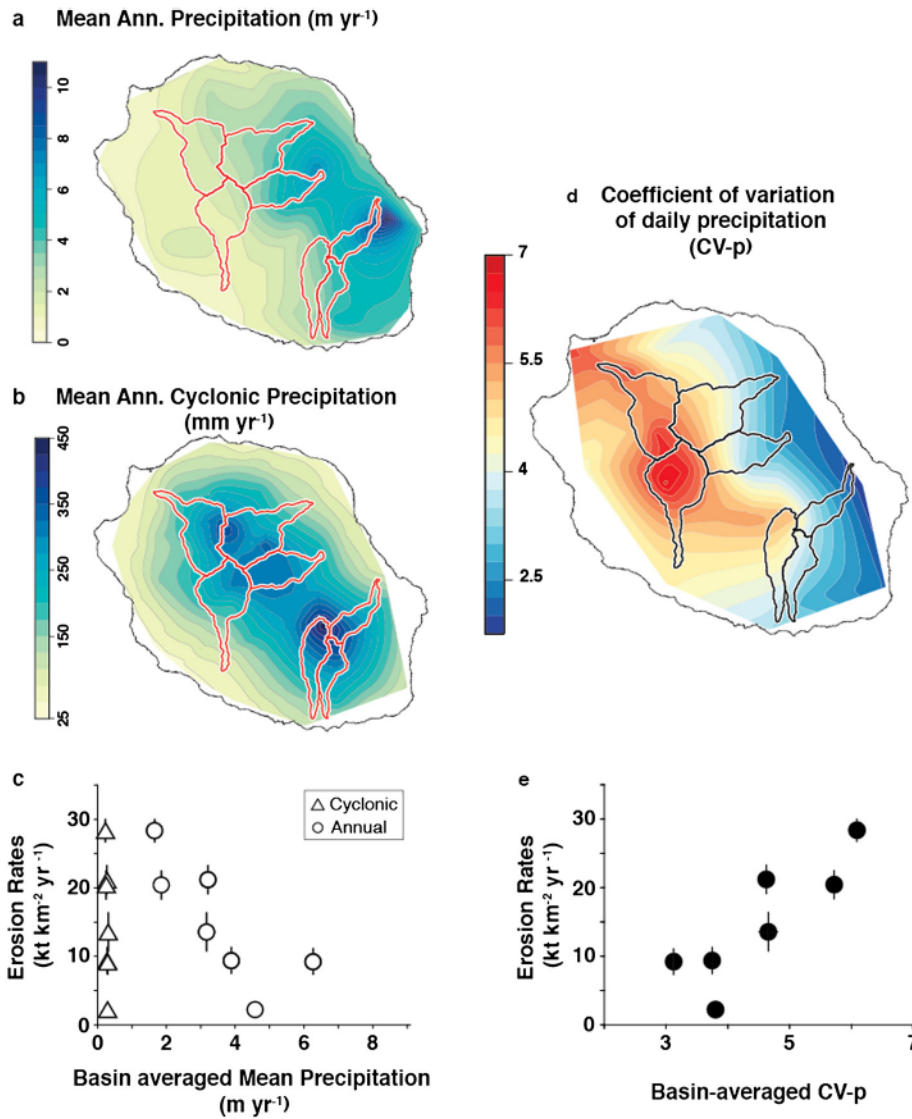 a Mean Ann. Precipitation (m yr⁻¹)
10
8
6
4
2
0
b Mean Ann. Cyclonic Precipitation
(mm yr⁻¹)
450
350
250
150
25
d Coefficient of variation
of daily precipitation
(CV-p)
7
5.5
4
2.5
c
Erosion Rates
(kt km⁻² yr⁻¹)
30
20
10
0
Cyclonic
Annual
0 2 4 6 8
Basin averaged Mean Precipitation
(m yr⁻¹)
e
Erosion Rates
(kt km⁻² yr⁻¹)
30
20
10
0
3 5 7
Basin-averaged CV-p